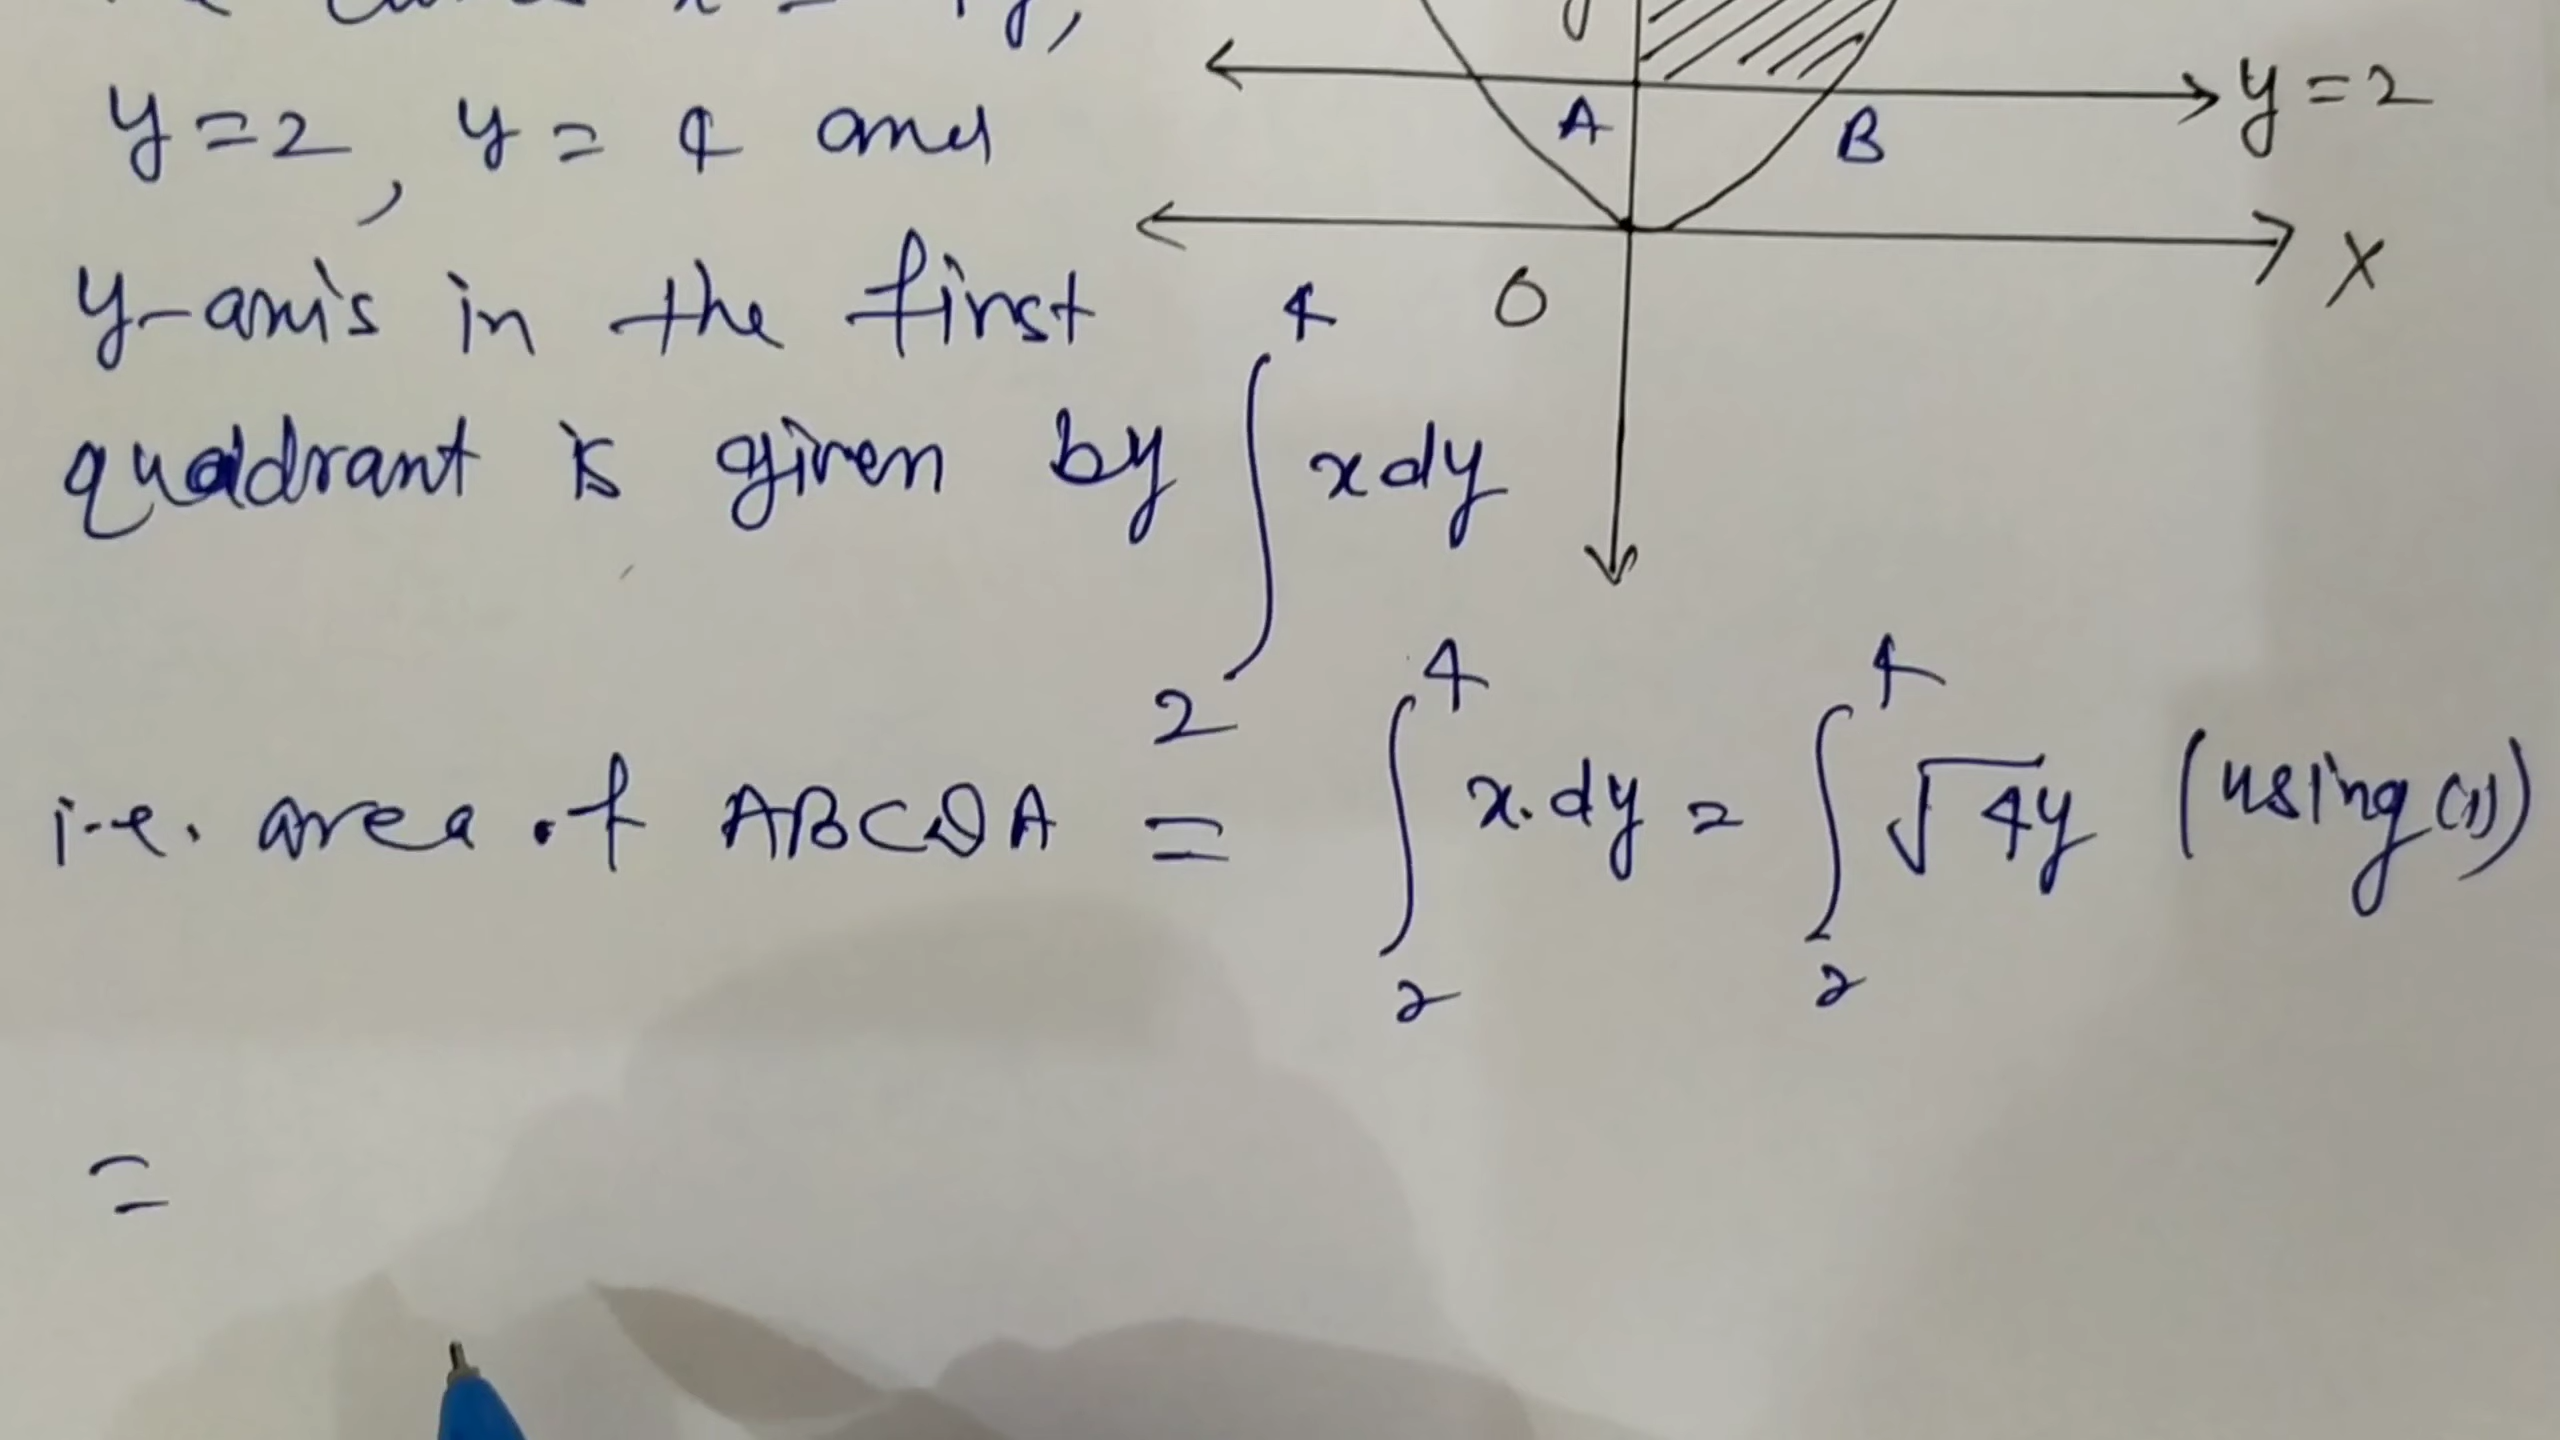 y = 2, y = 4 and
y-axis in the first
quadrant is given by ∫₂⁴ x dy
i.e. area of ABCDA = ∫₂⁴ x. dy = ∫₂⁴ √4y (using (1))
=
A B y = 2
O X